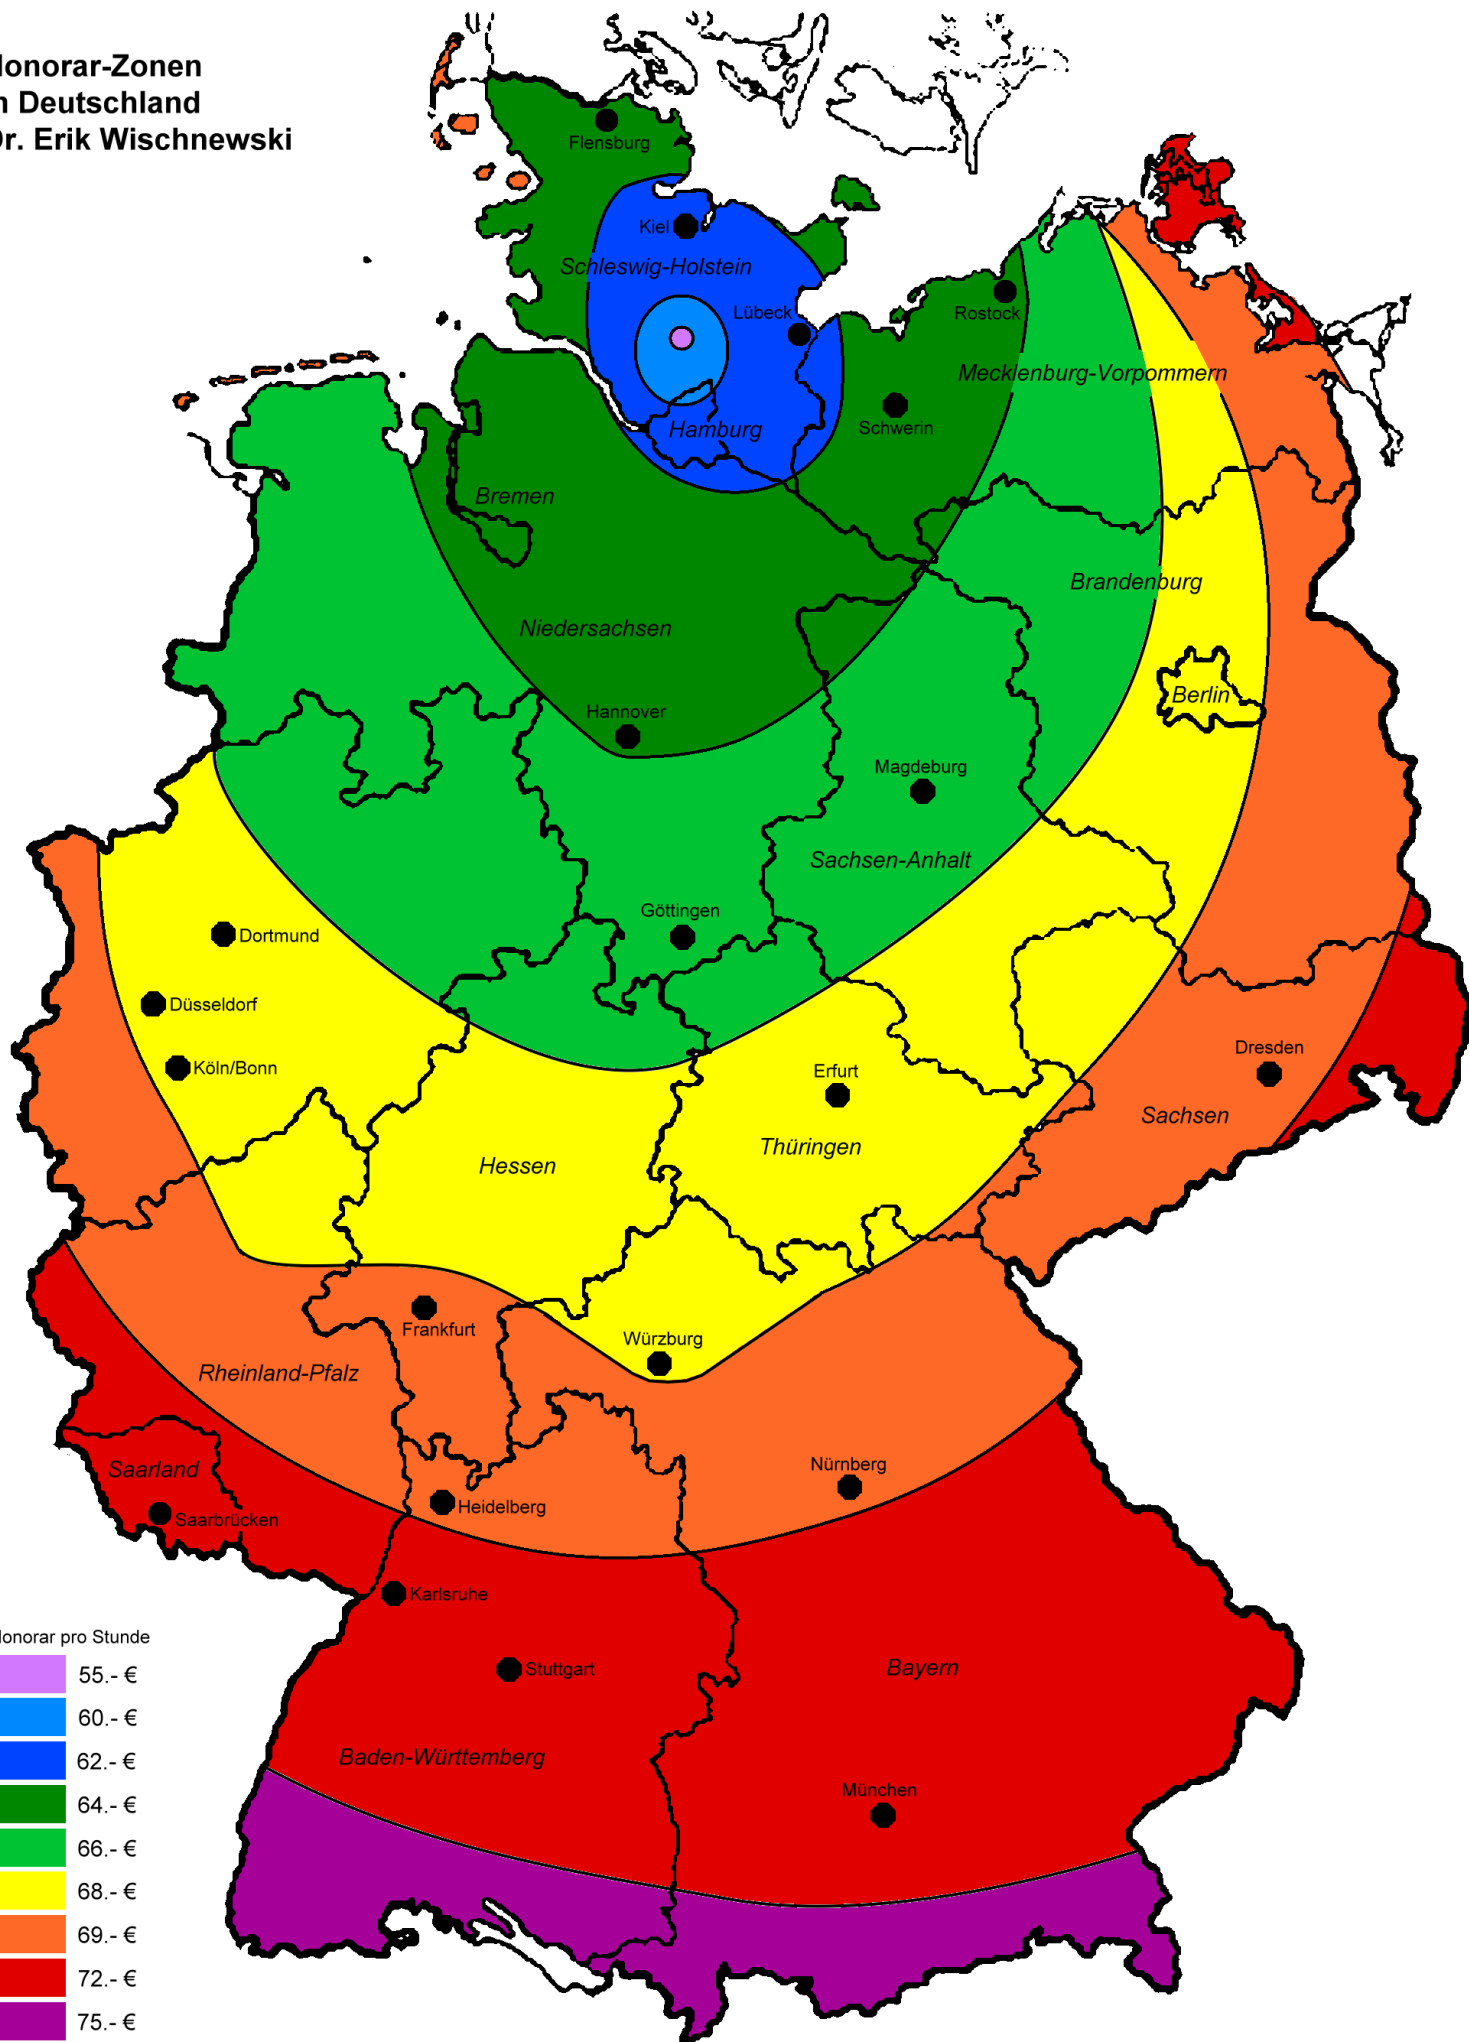 Honorar-Zonen
in Deutschland
Dr. Erik Wischnewski
Flensburg
Kiel
Schleswig-Holstein
Lübeck
Rostock
Mecklenburg-Vorpommern
Schwerin
Hamburg
Bremen
Brandenburg
Niedersachsen
Berlin
Hannover
Magdeburg
Sachsen-Anhalt
Göttingen
Dortmund
Düsseldorf
Köln/Bonn
Dresden
Erfurt
Sachsen
Thüringen
Hessen
Frankfurt
Würzburg
Rheinland-Pfalz
Nürnberg
Saarland
Heidelberg
Saarbrücken
Karlsruhe
Honorar pro Stunde
Stuttgart
Bayern
55.- €
60.- €
Baden-Württemberg
62.- €
München
64.- €
66.- €
68.- €
69.- €
72.- €
75.- €